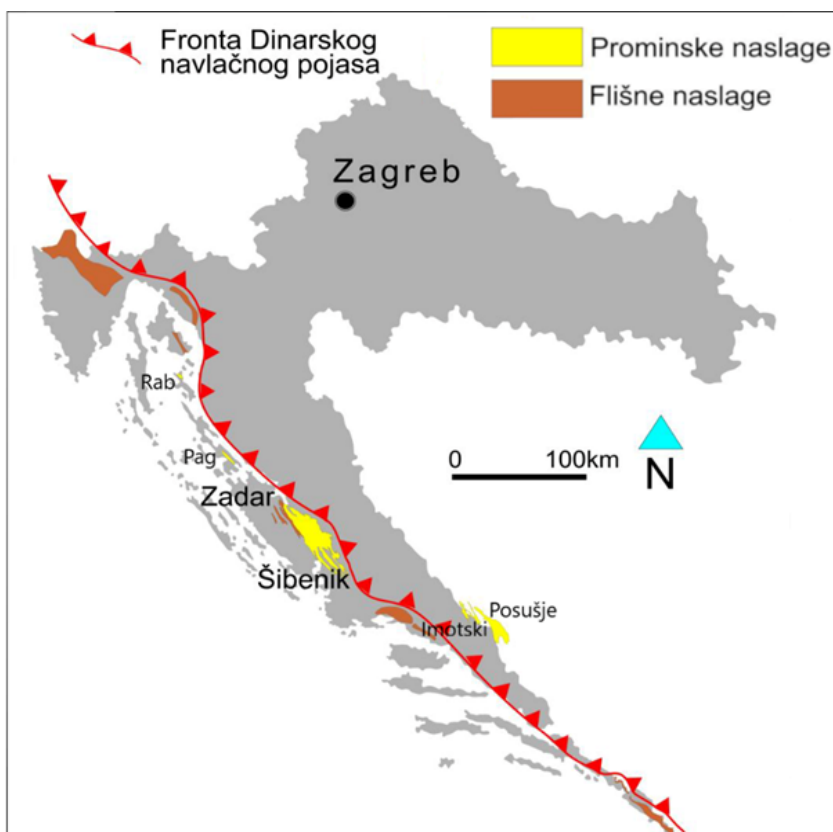 Fronta Dinarskog
navlačnog pojasa
Prominske naslage
Flišne naslage
Zagreb
Rab
Pag
Zadar
Šibenik
Imotski
Posušje
0 100km
N